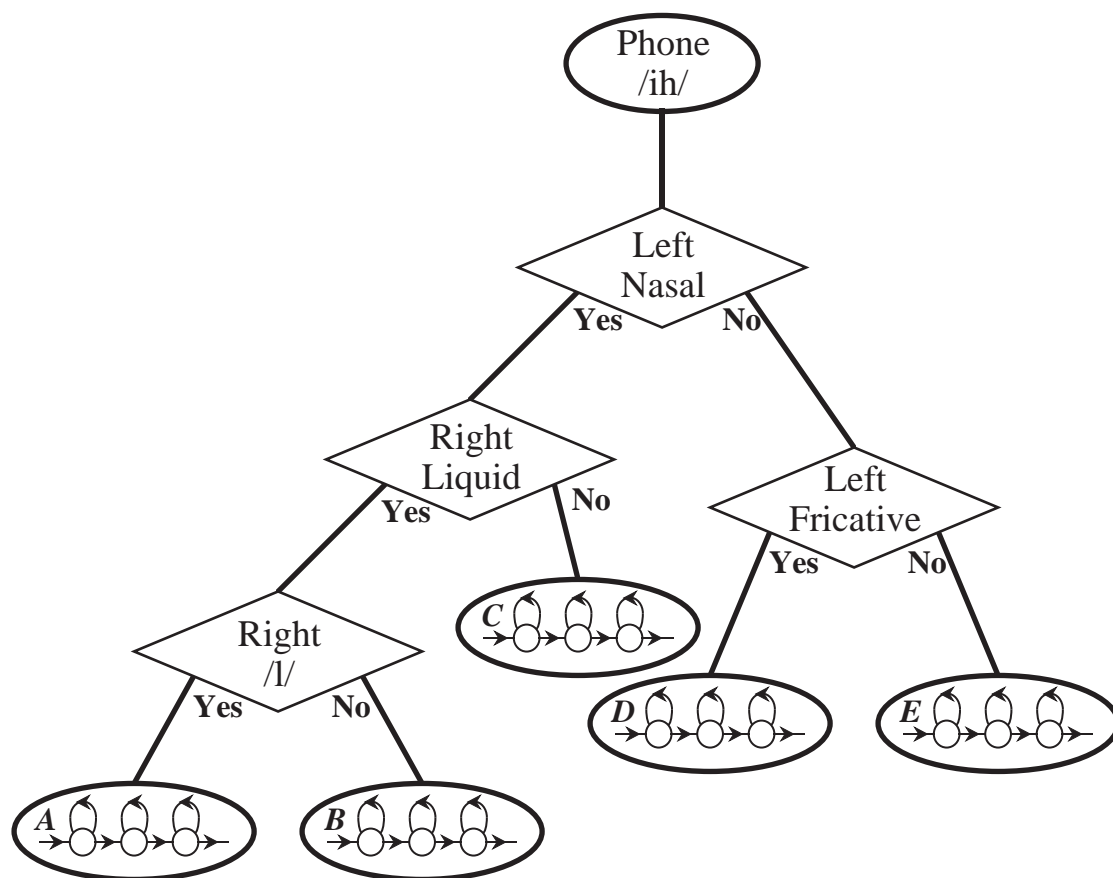 Phone
/ih/
Left
Nasal
Yes
No
Right
Liquid
Yes
No
Left
Fricative
Yes
No
C
Right
/l/
Yes
No
D
E
A
B